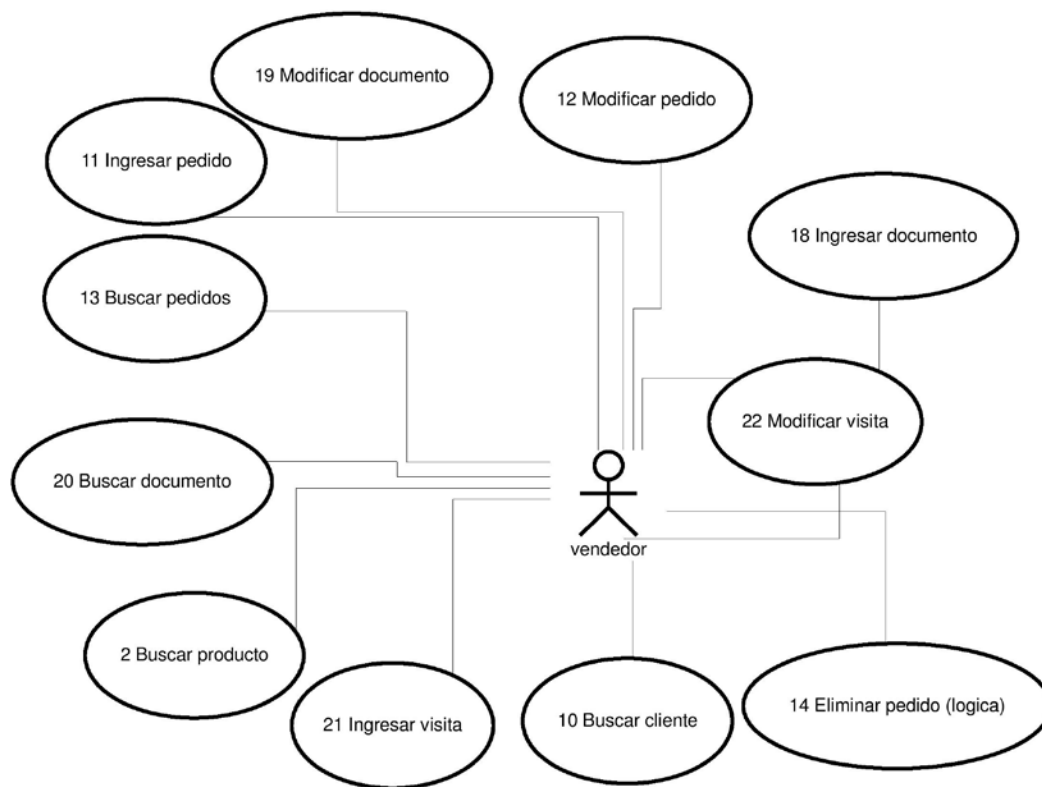 19 Modificar documento
12 Modificar pedido
11 Ingresar pedido
18 Ingresar documento
13 Buscar pedidos
22 Modificar visita
20 Buscar documento
vendedor
2 Buscar producto
21 Ingresar visita
10 Buscar cliente
14 Eliminar pedido (logica)